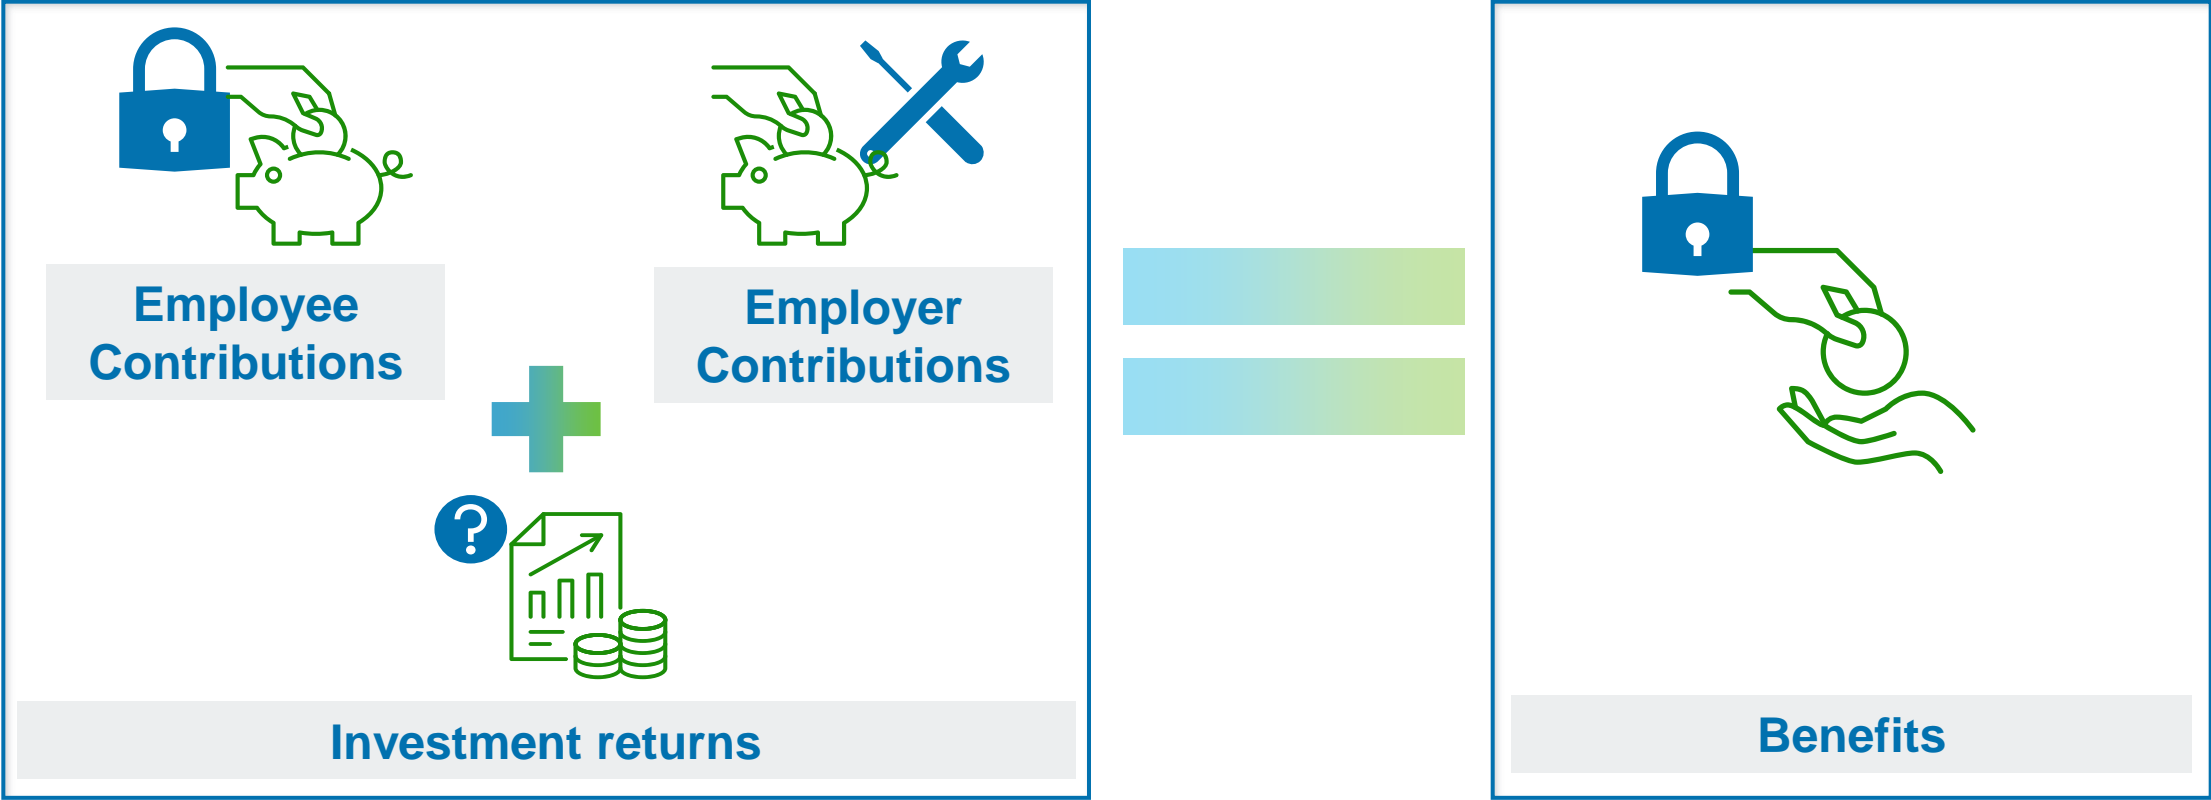 Employee
Contributions
Employer
Contributions
?
Investment returns
Benefits